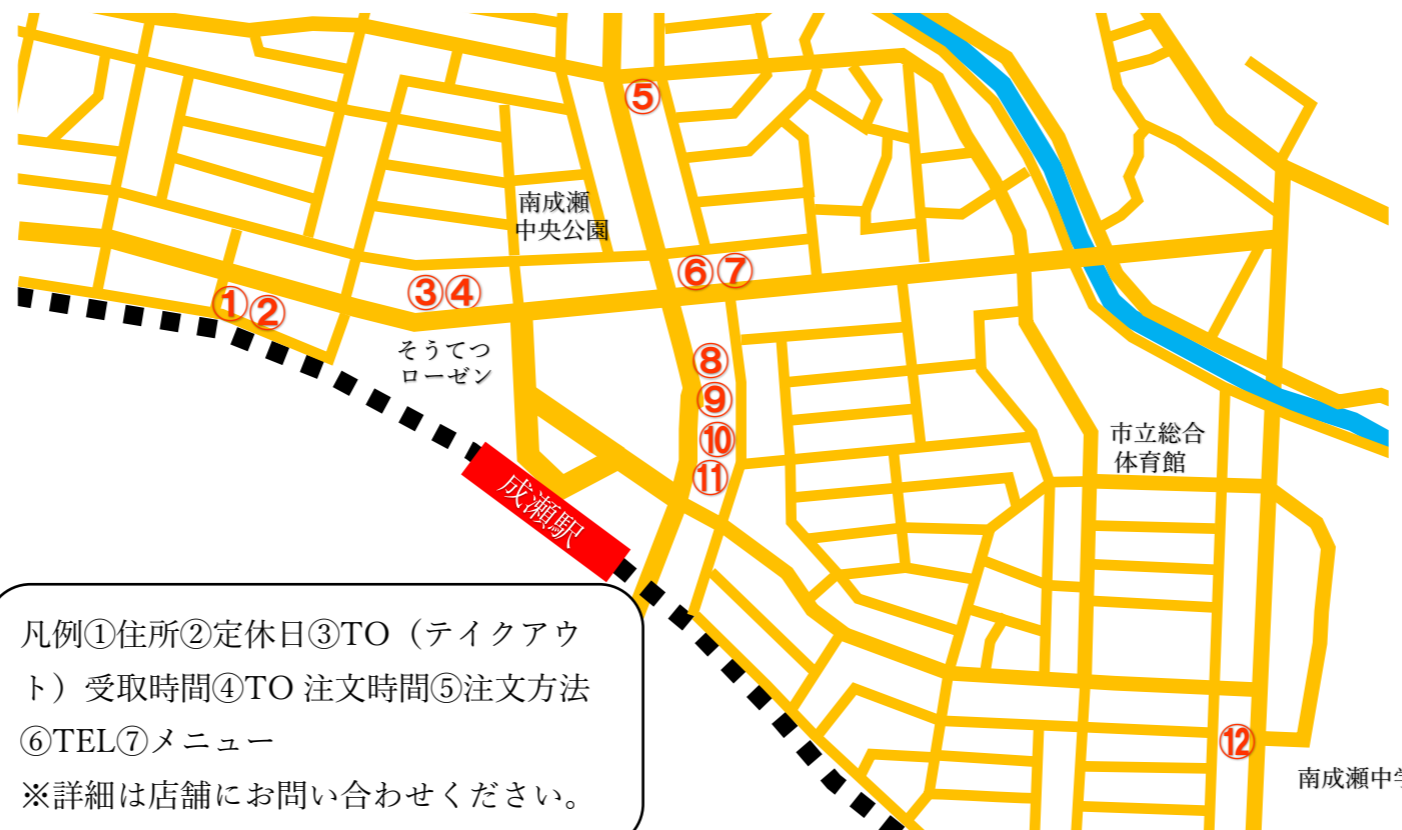 ⑤
南成瀬
中央公園
⑥⑦
③④
①②
そうてつ
ローゼン
⑧
⑨
⑩
⑪
市立総合
体育館
成瀬駅
凡例①住所②定休日③TO（テイクアウ
ト）受取時間④TO 注文時間⑤注文方法
⑥TEL⑦メニュー
※詳細は店舗にお問い合わせください。
⑫
南成瀬中